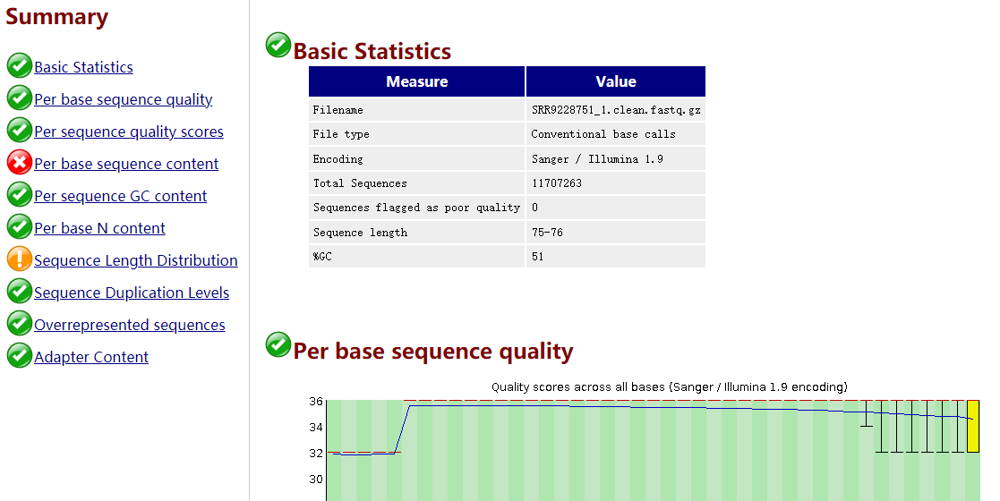 Summary
Basic Statistics
Per base sequence quality
Per sequence quality scores
Per base sequence content
Per sequence GC content
Per base N content
Sequence Length Distribution
Sequence Duplication Levels
Overrepresented sequences
Adapter Content
Basic Statistics
Measure Value
Filename SRR9228751_1.clean.fastq.gz
File type Conventional base calls
Encoding Sanger / Illumina 1.9
Total Sequences 11707263
Sequences flagged as poor quality 0
Sequence length 75-76
%GC 51
Per base sequence quality
Quality scores across all bases (Sanger / Illumina 1.9 encoding)
36
34
32
30